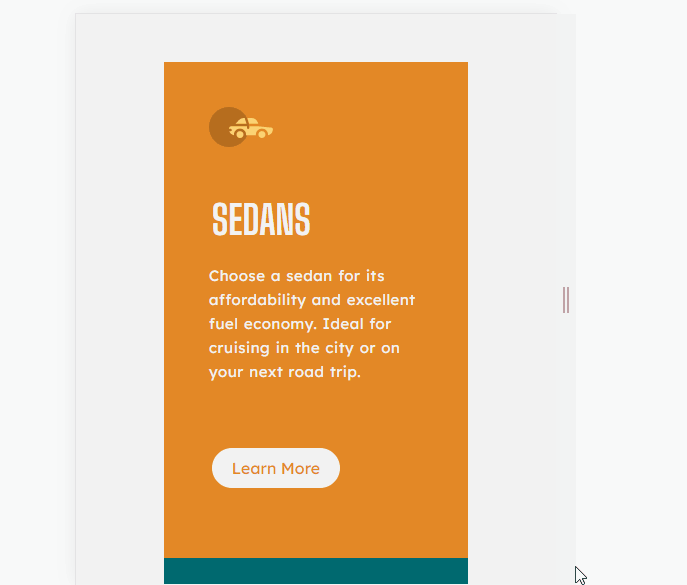 SEDANS
Choose a sedan for its
affordability and excellent
fuel economy. Ideal for
cruising in the city or on
your next road trip.
Learn More